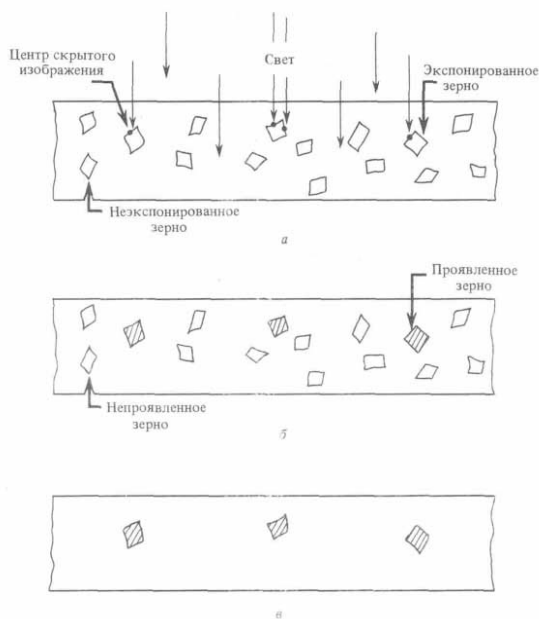 Центр скрытого
изображения
Свет
Экспонированное
зерно
Неэкспонированное
зерно
а
Проявленное
зерно
Непроявленное
зерно
б
в